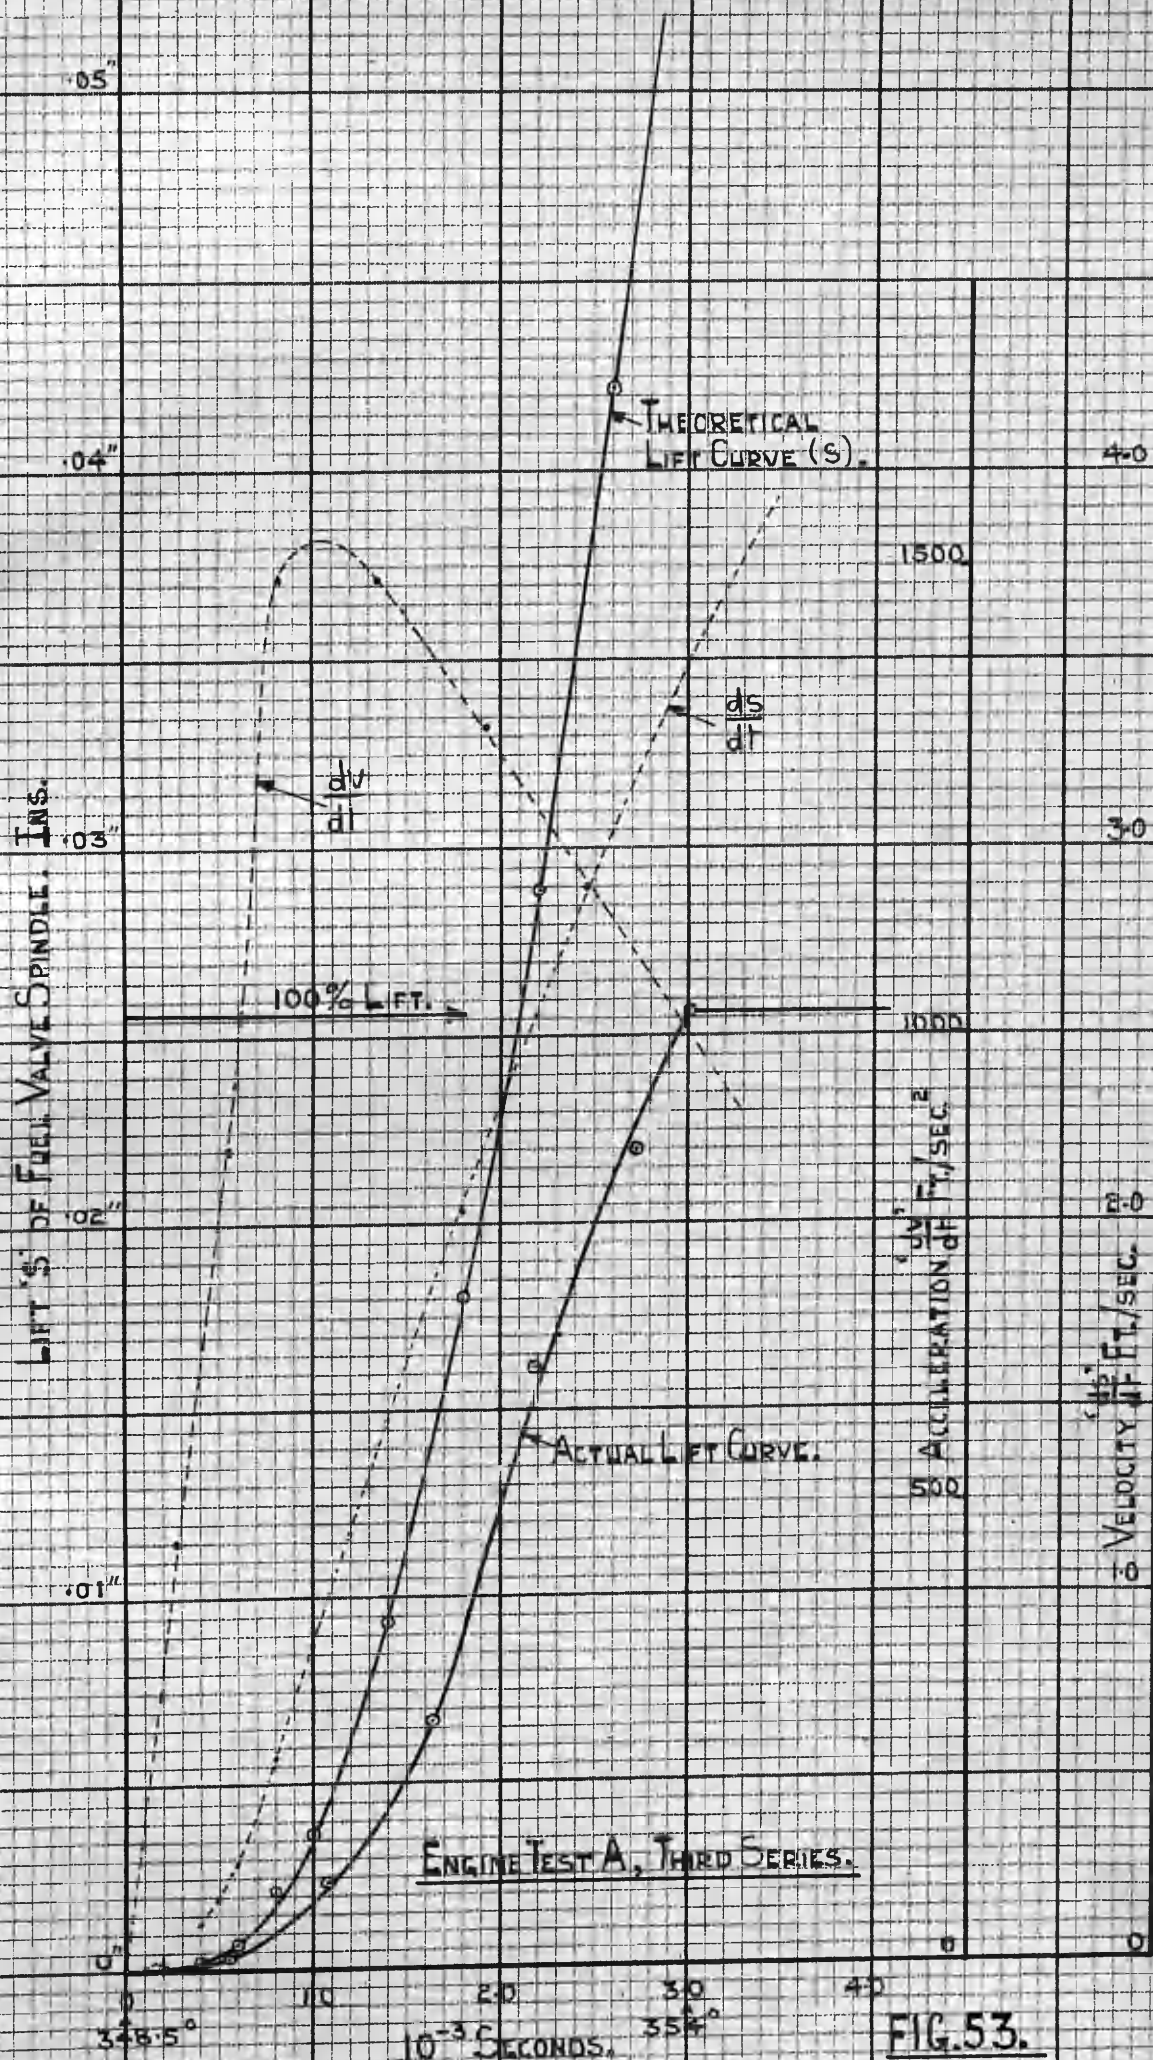 .05"
THEORETICAL
LIFT CURVE (S).
.04"
4.0
1500
ds
dt
dv
dt
.03"
3.0
LIFT 'S' OF FUEL VALVE SPINDLE. INS.
100% LIFT.
1000
ACCILERATION 'dv/dt' FT./SEC.²
.02"
2.0
VELOCITY 'ds/dt' FT./SEC.
ACTUAL LIFT CURVE.
500
.01"
1.0
ENGINE TEST A, THIRD SERIES.
0"
0
0
0
1.0
2.0
3.0
4.0
348.5°
10⁻³ SECONDS.
354°
FIG. 53.